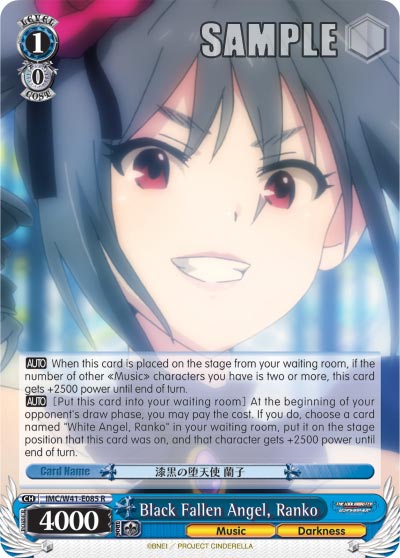 LEVEL
1
0
COST
SAMPLE
AUTO When this card is placed on the stage from your waiting room, if the
number of other «Music» characters you have is two or more, this card
gets +2500 power until end of turn.
AUTO [Put this card into your waiting room] At the beginning of your
opponent's draw phase, you may pay the cost. If you do, choose a card
named "White Angel, Ranko" in your waiting room, put it on the stage
position that this card was on, and that character gets +2500 power
until end of turn.
Card Name 漆黒の堕天使 蘭子
CH IMC/W41-E085 R
4000
Black Fallen Angel, Ranko
Music Darkness
©BNEI / PROJECT CINDERELLA